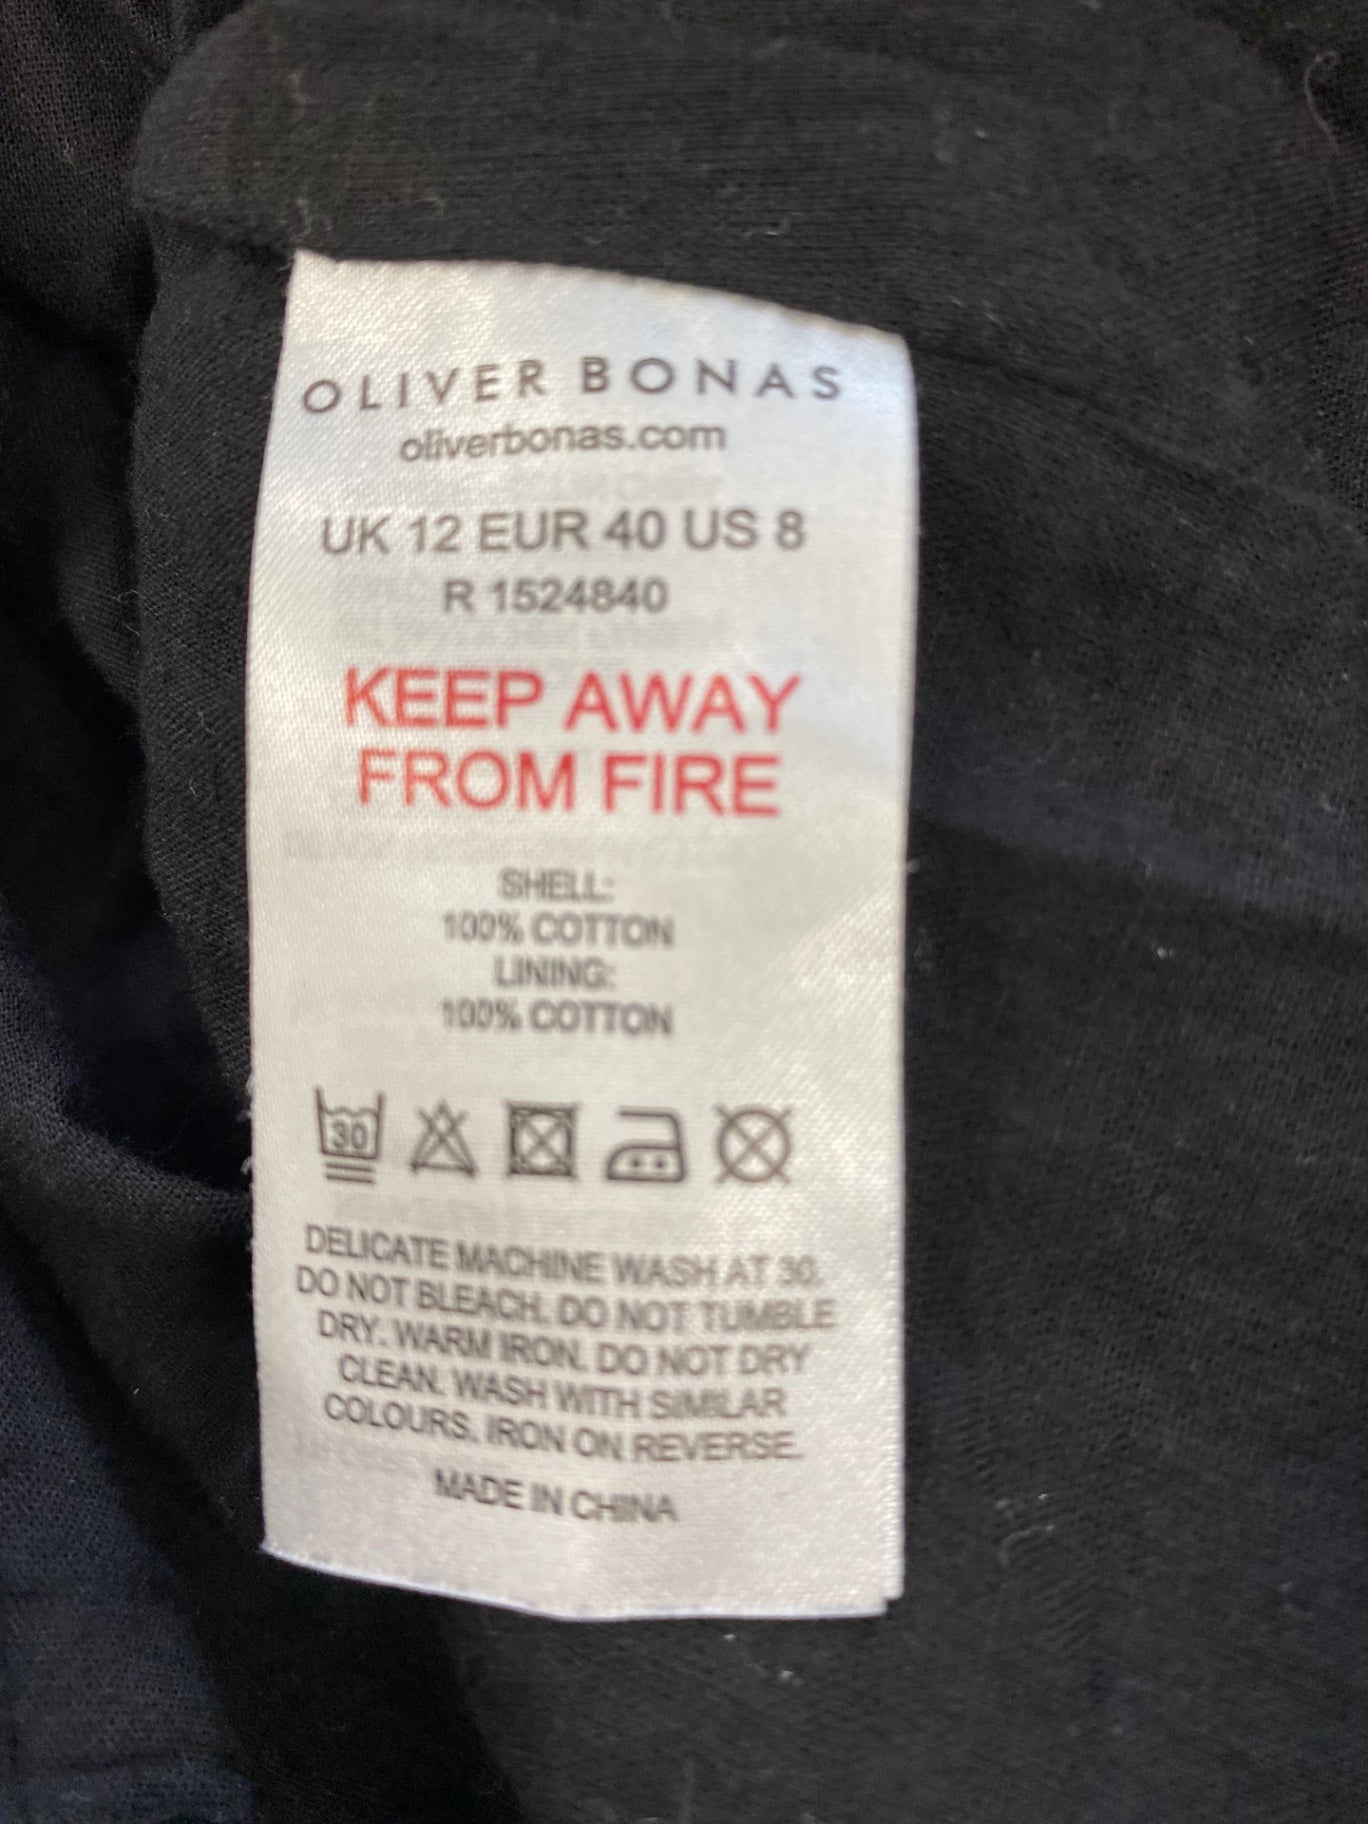 OLIVER BONAS
oliverbonas.com
UK 12 EUR 40 US 8
R 1524840
KEEP AWAY
FROM FIRE
SHELL:
100% COTTON
LINING:
100% COTTON
30
DELICATE MACHINE WASH AT 30.
DO NOT BLEACH. DO NOT TUMBLE
DRY. WARM IRON. DO NOT DRY
CLEAN. WASH WITH SIMILAR
COLOURS. IRON ON REVERSE.
MADE IN CHINA